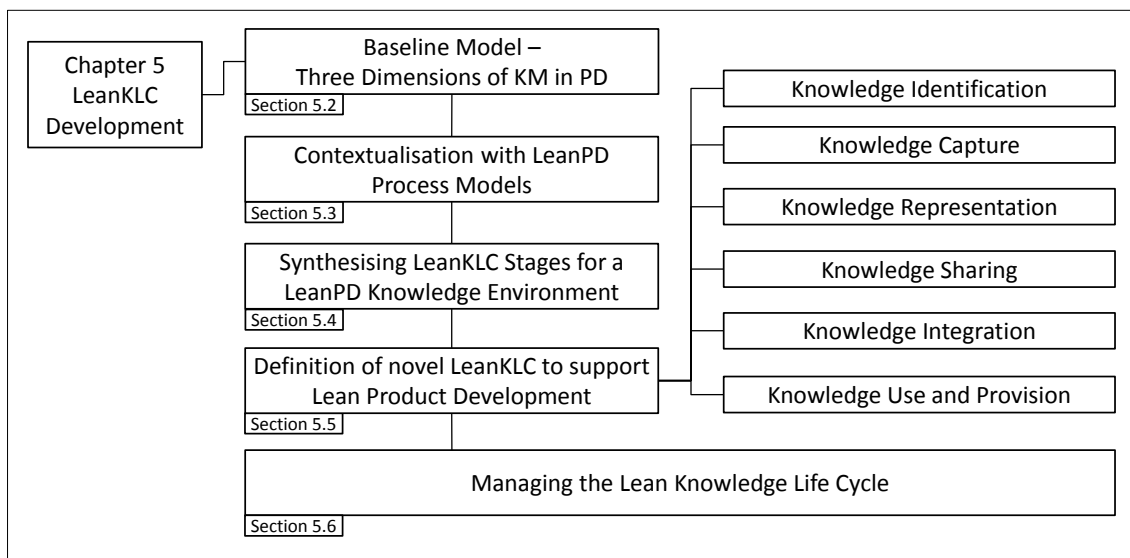 Chapter 5
LeanKLC
Development
Baseline Model –
Three Dimensions of KM in PD
Section 5.2
Contextualisation with LeanPD
Process Models
Section 5.3
Synthesising LeanKLC Stages for a
LeanPD Knowledge Environment
Section 5.4
Definition of novel LeanKLC to support
Lean Product Development
Section 5.5
Knowledge Identification
Knowledge Capture
Knowledge Representation
Knowledge Sharing
Knowledge Integration
Knowledge Use and Provision
Managing the Lean Knowledge Life Cycle
Section 5.6